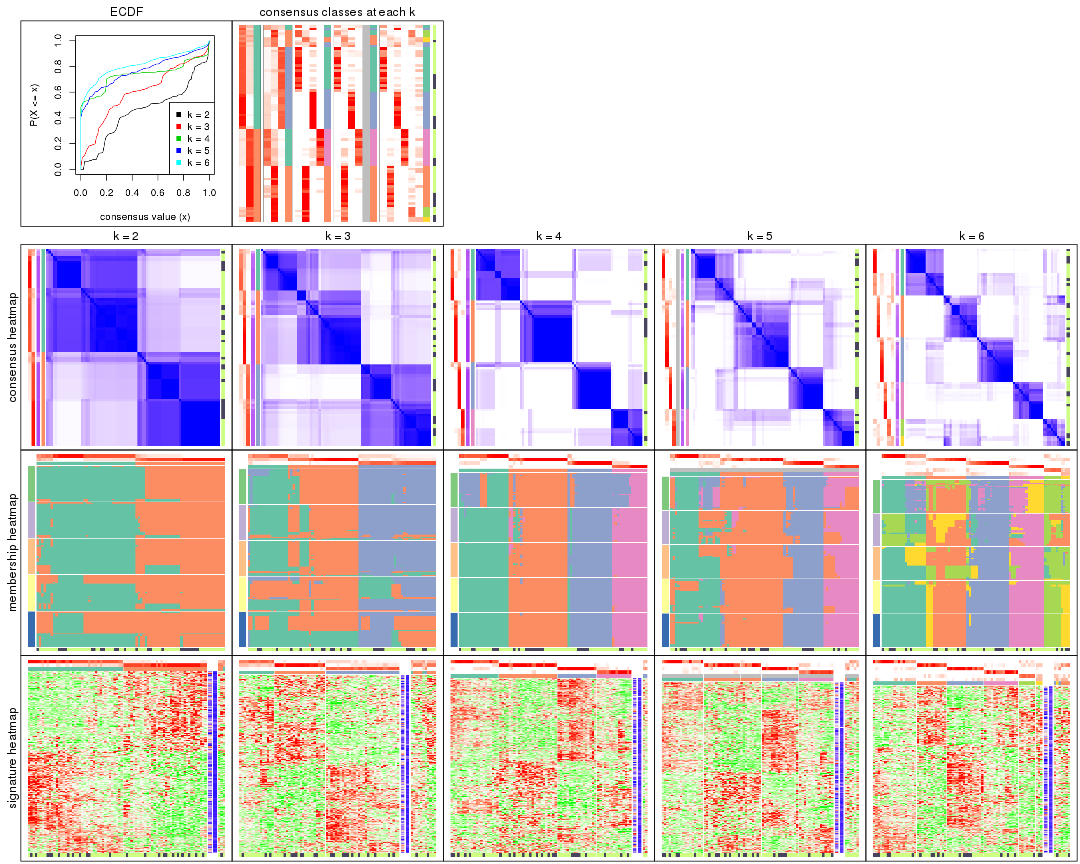 ECDF
consensus classes at each k
P(X <= x)
0.0
0.2
0.4
0.6
0.8
1.0
k = 2
k = 3
k = 4
k = 5
k = 6
0.0 0.2 0.4 0.6 0.8 1.0
consensus value (x)
k = 2
k = 3
k = 4
k = 5
k = 6
consensus heatmap
membership heatmap
signature heatmap